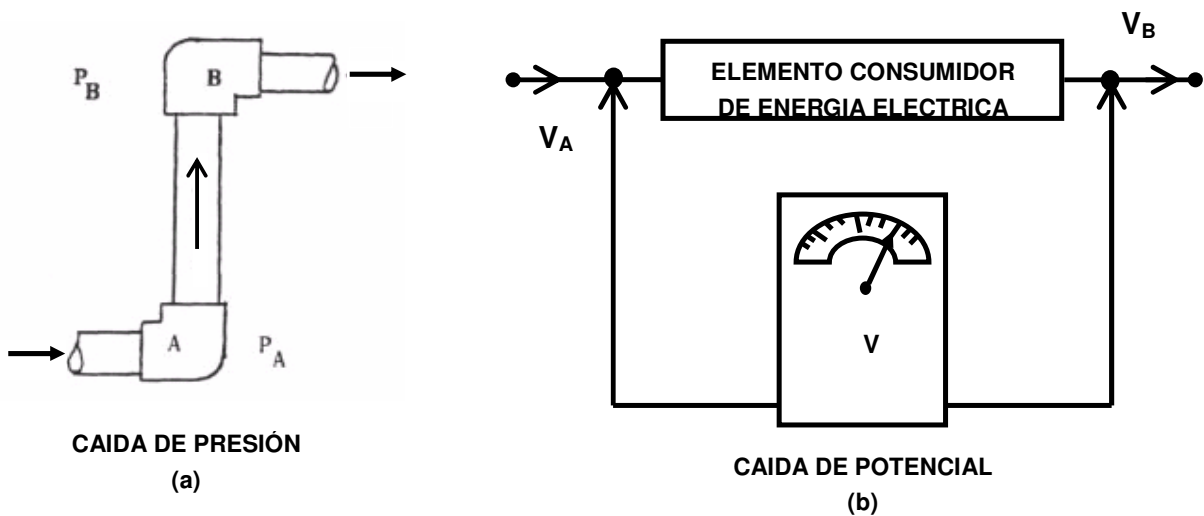 P_B
B
A
P_A
CAIDA DE PRESIÓN
(a)
V_B
ELEMENTO CONSUMIDOR
DE ENERGIA ELECTRICA
V_A
V
CAIDA DE POTENCIAL
(b)